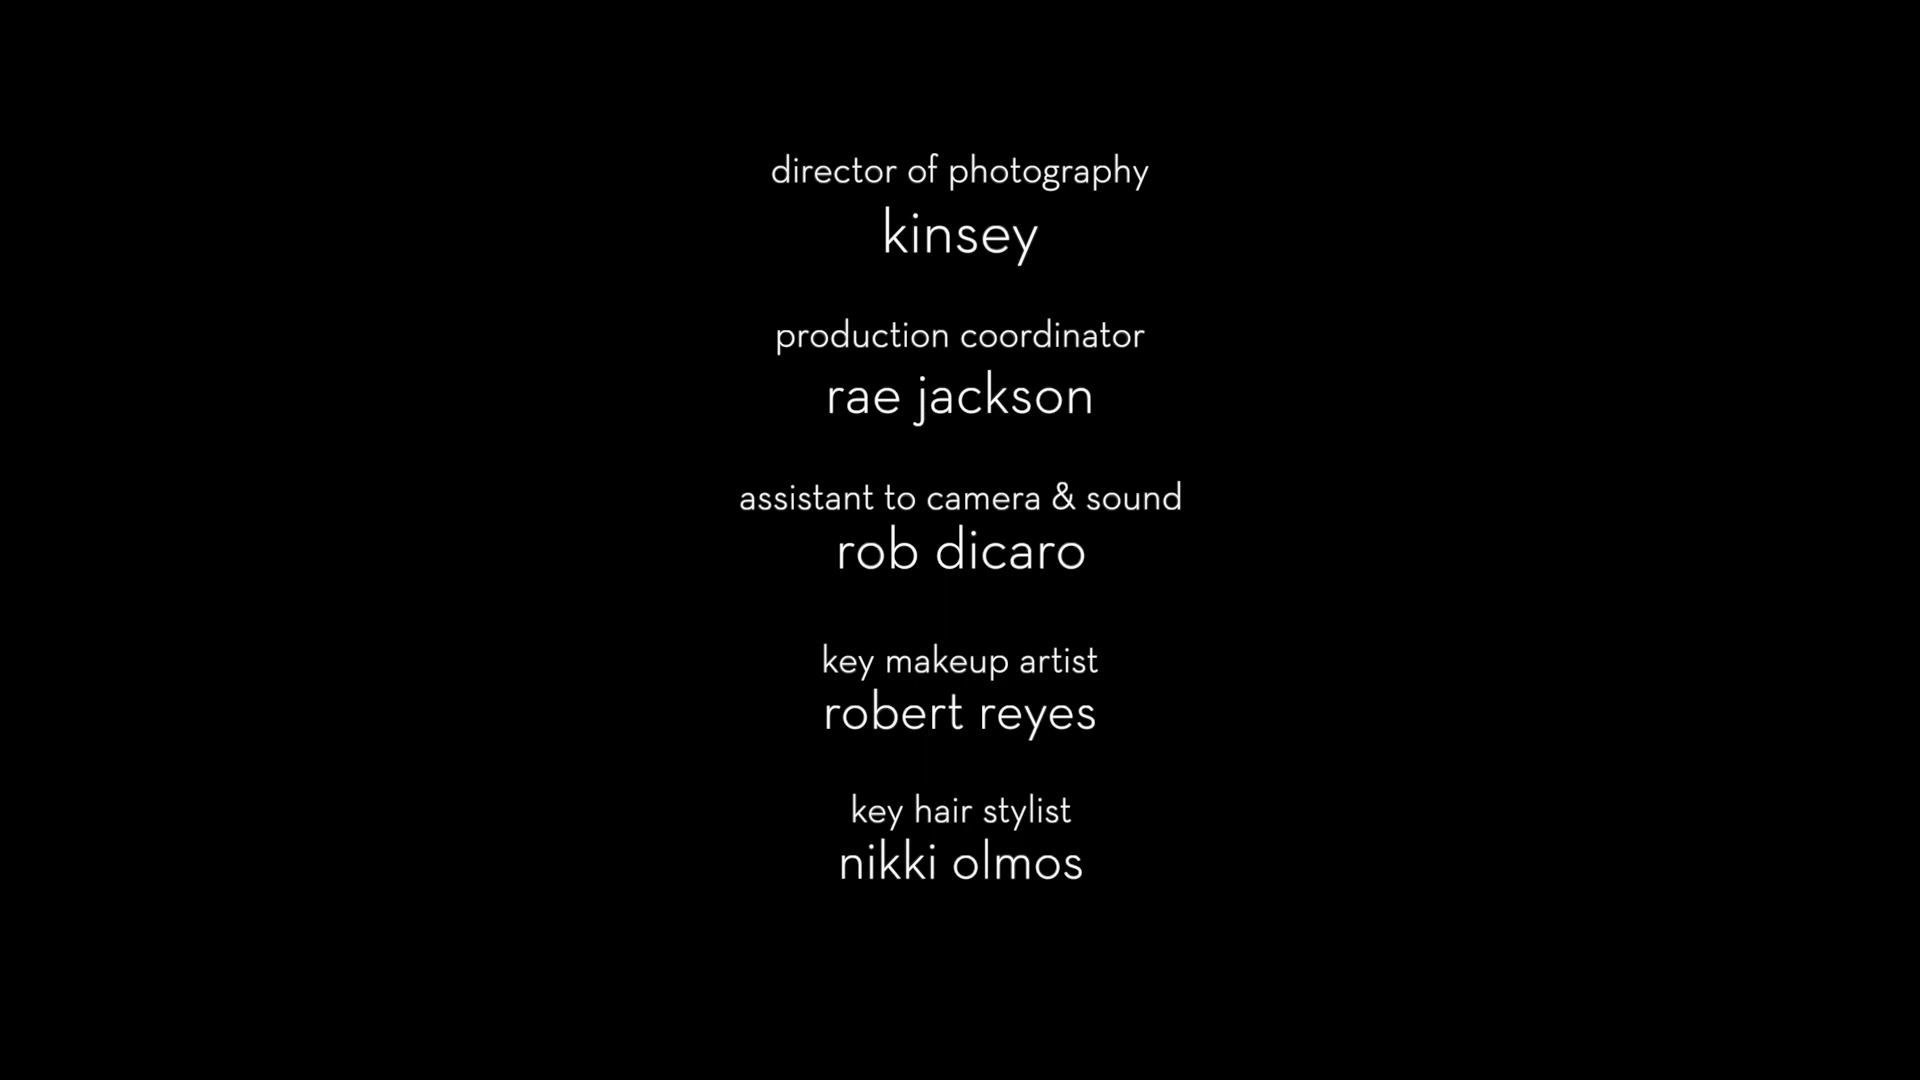 director of photography
kinsey
production coordinator
rae jackson
assistant to camera & sound
rob dicaro
key makeup artist
robert reyes
key hair stylist
nikki olmos